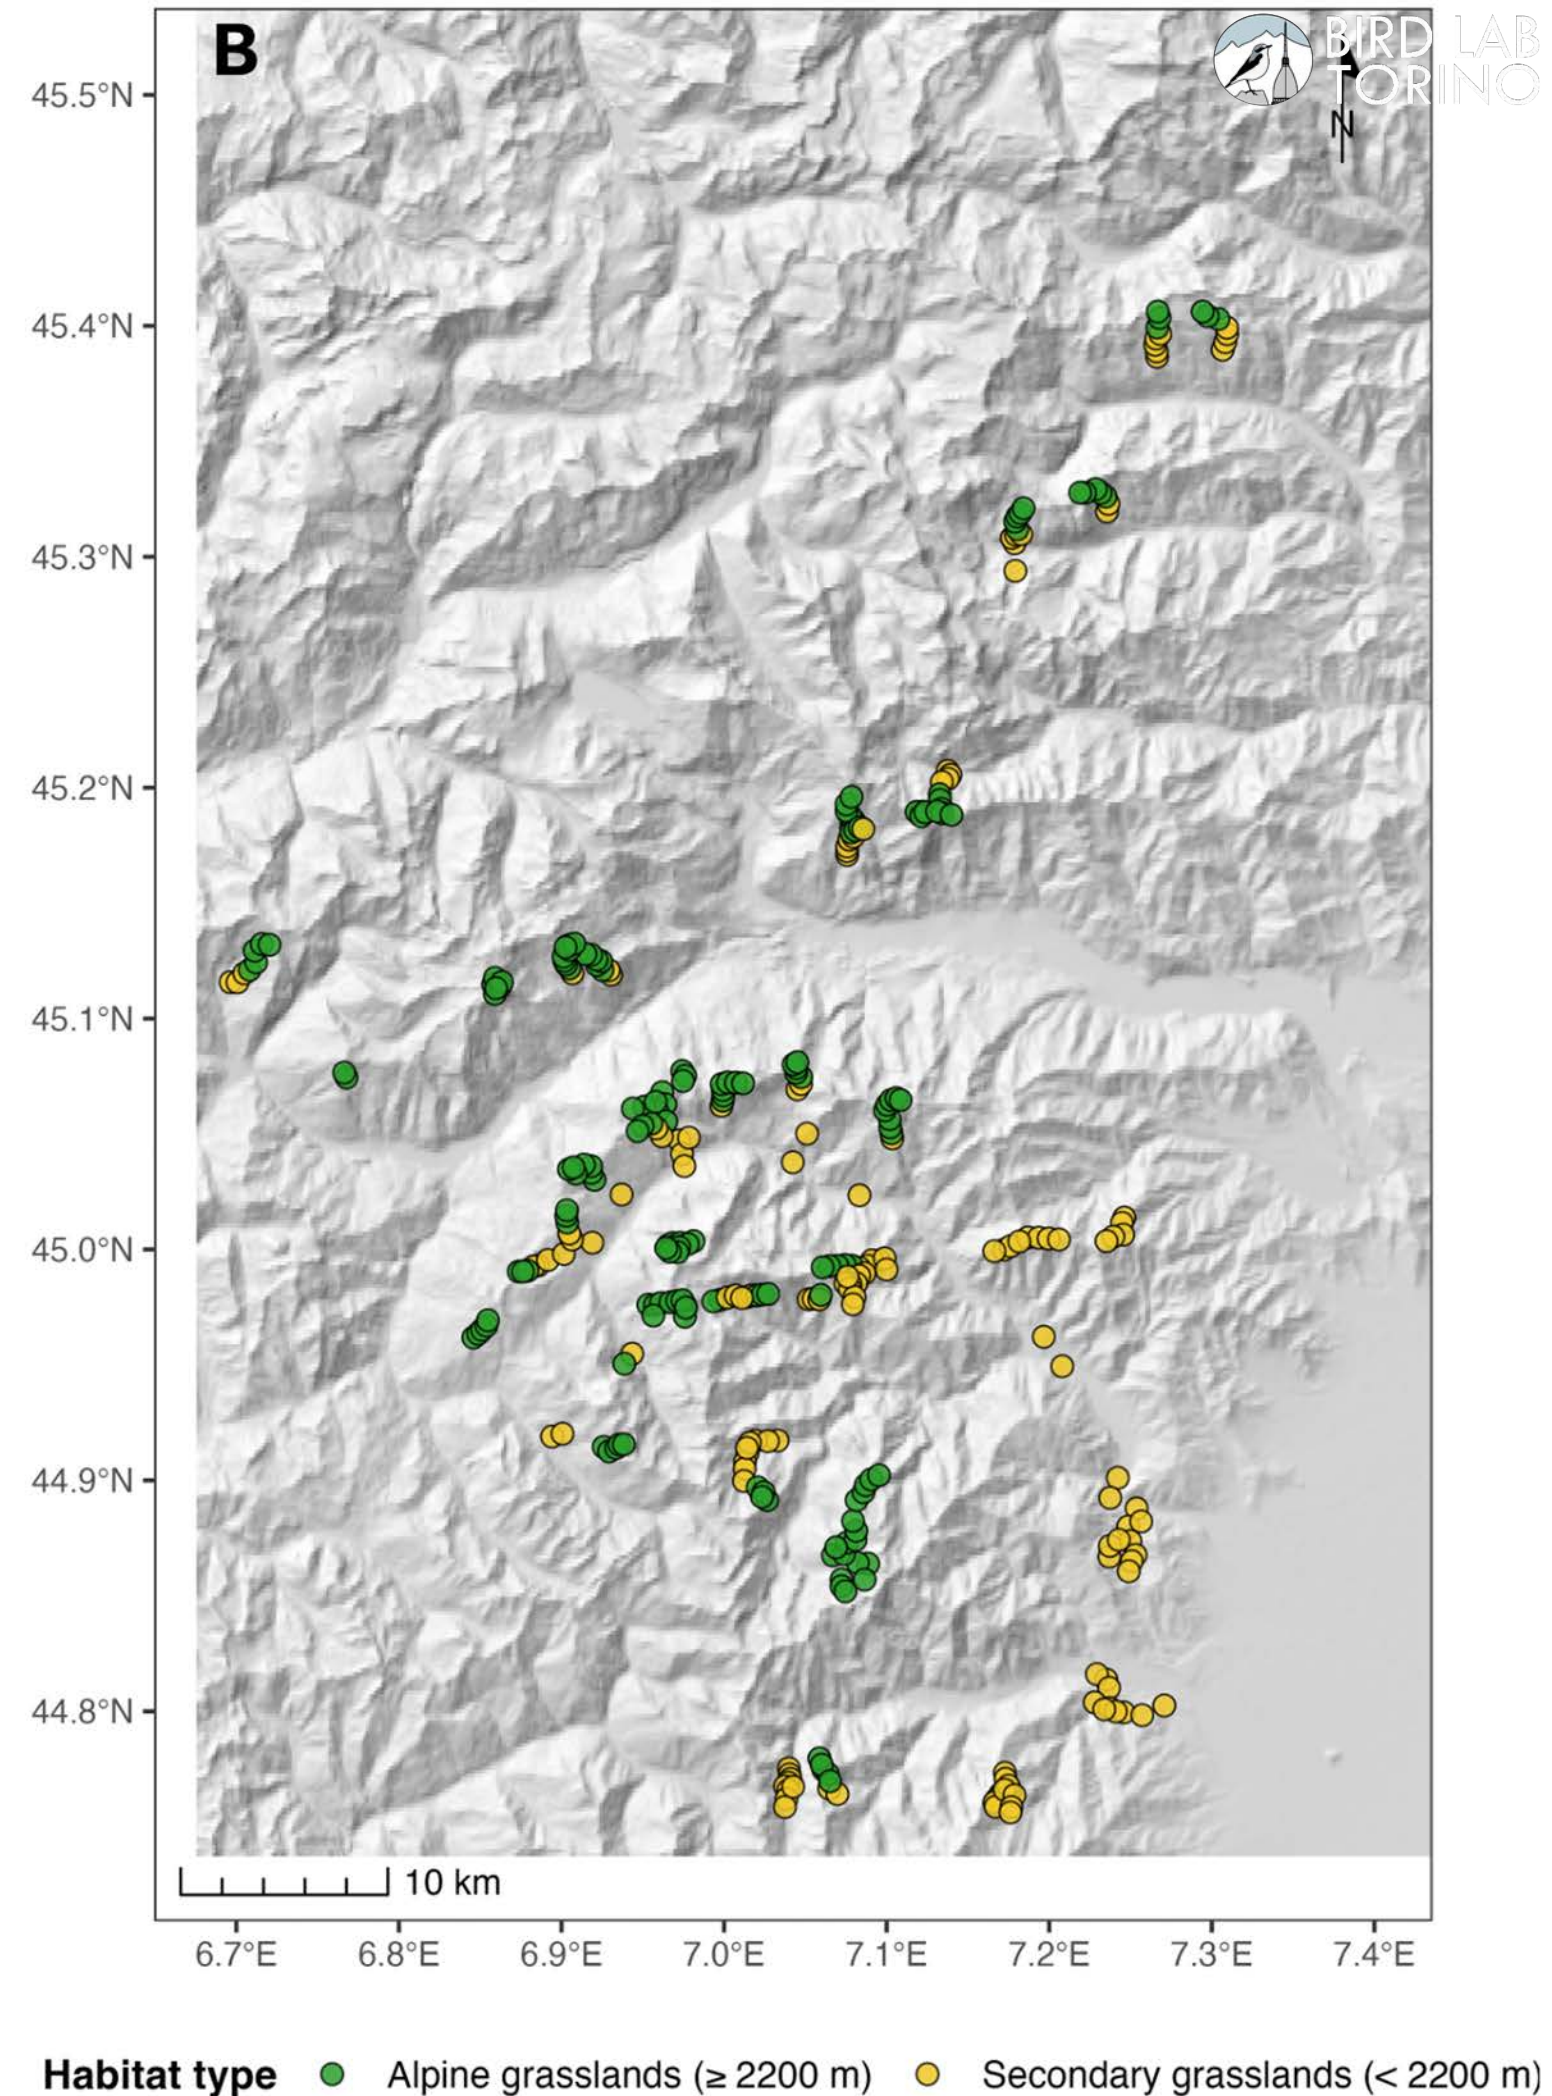 B
BIRD LAB
TORINO
N
45.5°N
45.4°N
45.3°N
45.2°N
45.1°N
45.0°N
44.9°N
44.8°N
10 km
6.7°E 6.8°E 6.9°E 7.0°E 7.1°E 7.2°E 7.3°E 7.4°E
Habitat type Alpine grasslands (≥ 2200 m) Secondary grasslands (< 2200 m)